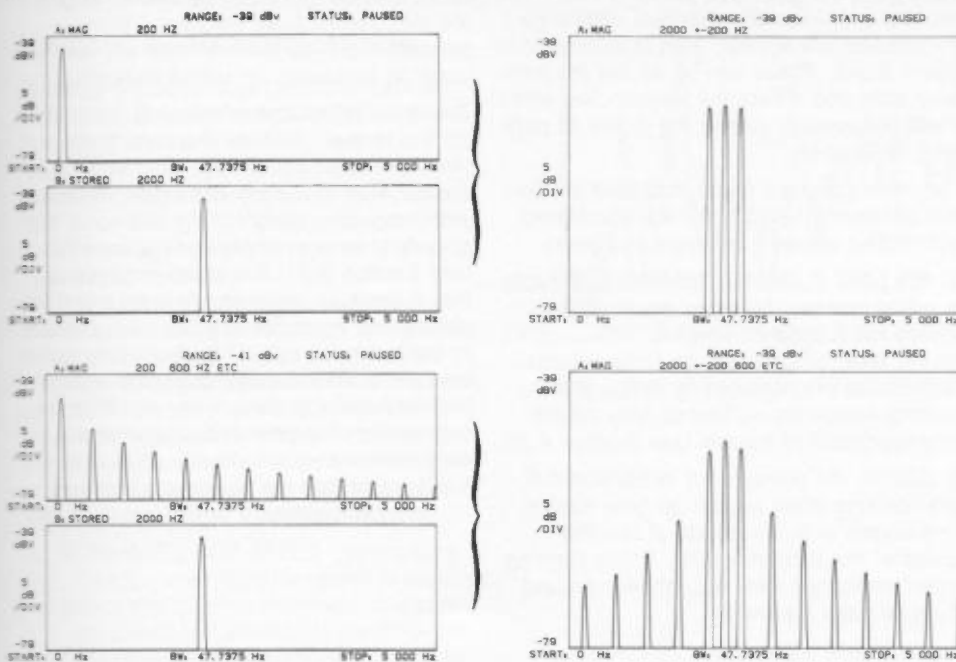 RANGE: -39 dBv STATUS: PAUSED
A: MAG 200 HZ
-39
dBV
5
dB
/DIV
-79
START: 0 Hz BW: 47.7375 Hz STOP: 5 000 Hz
B: STORED 2000 HZ
-39
dBV
5
dB
/DIV
-79
START: 0 Hz BW: 47.7375 Hz STOP: 5 000 Hz
RANGE: -39 dBv STATUS: PAUSED
A: MAG 2000 +-200 HZ
-39
dBV
5
dB
/DIV
-79
START: 0 Hz BW: 47.7375 Hz STOP: 5 000 Hz
RANGE: -41 dBv STATUS: PAUSED
A: MAG 200 600 HZ ETC
-39
dBV
5
dB
/DIV
-79
START: 0 Hz BW: 47.7375 Hz STOP: 5 000 Hz
B: STORED 2000 HZ
-39
dBV
5
dB
/DIV
-79
START: 0 Hz BW: 47.7375 Hz STOP: 5 000 Hz
RANGE: -39 dBv STATUS: PAUSED
A: MAG 2000 +-200 600 ETC
-39
dBV
5
dB
/DIV
-79
START: 0 Hz BW: 47.7375 Hz STOP: 5 000 Hz